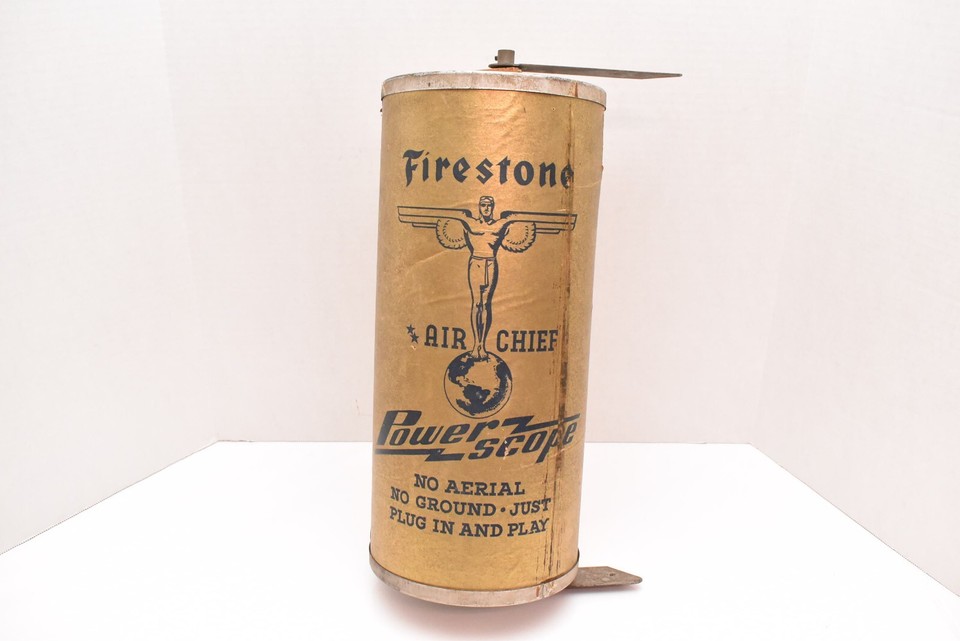 Firestone
AIR CHIEF
Power
scope
NO AERIAL
NO GROUND • JUST
PLUG IN AND PLAY